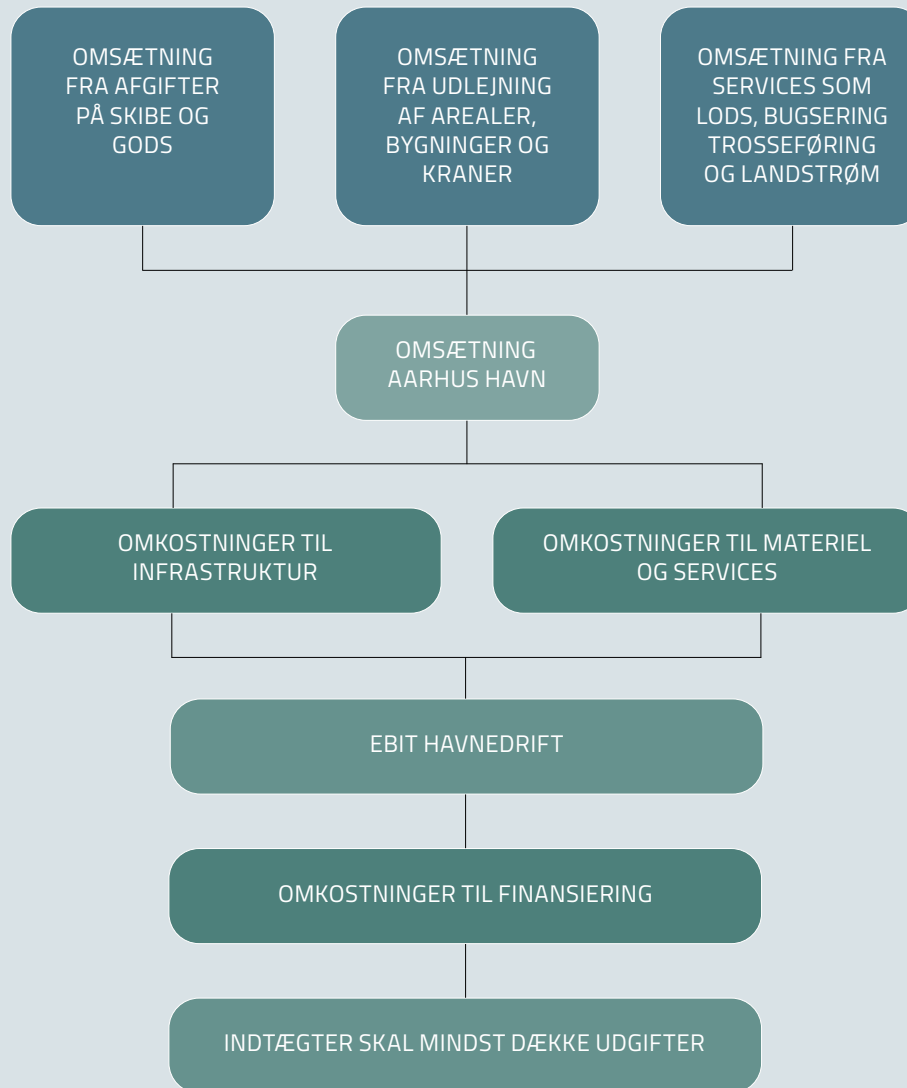 OMSÆTNING
FRA AFGIFTER
PÅ SKIBE OG
GODS
OMSÆTNING
FRA UDLEJNING
AF AREALER,
BYGNINGER OG
KRANER
OMSÆTNING FRA
SERVICES SOM
LODS, BUGSERING
TROSSEFØRING
OG LANDSTRØM
OMSÆTNING
AARHUS HAVN
OMKOSTNINGER TIL
INFRASTRUKTUR
OMKOSTNINGER TIL MATERIEL
OG SERVICES
EBIT HAVNEDRIFT
OMKOSTNINGER TIL FINANSIERING
INDTÆGTER SKAL MINDST DÆKKE UDGIFTER